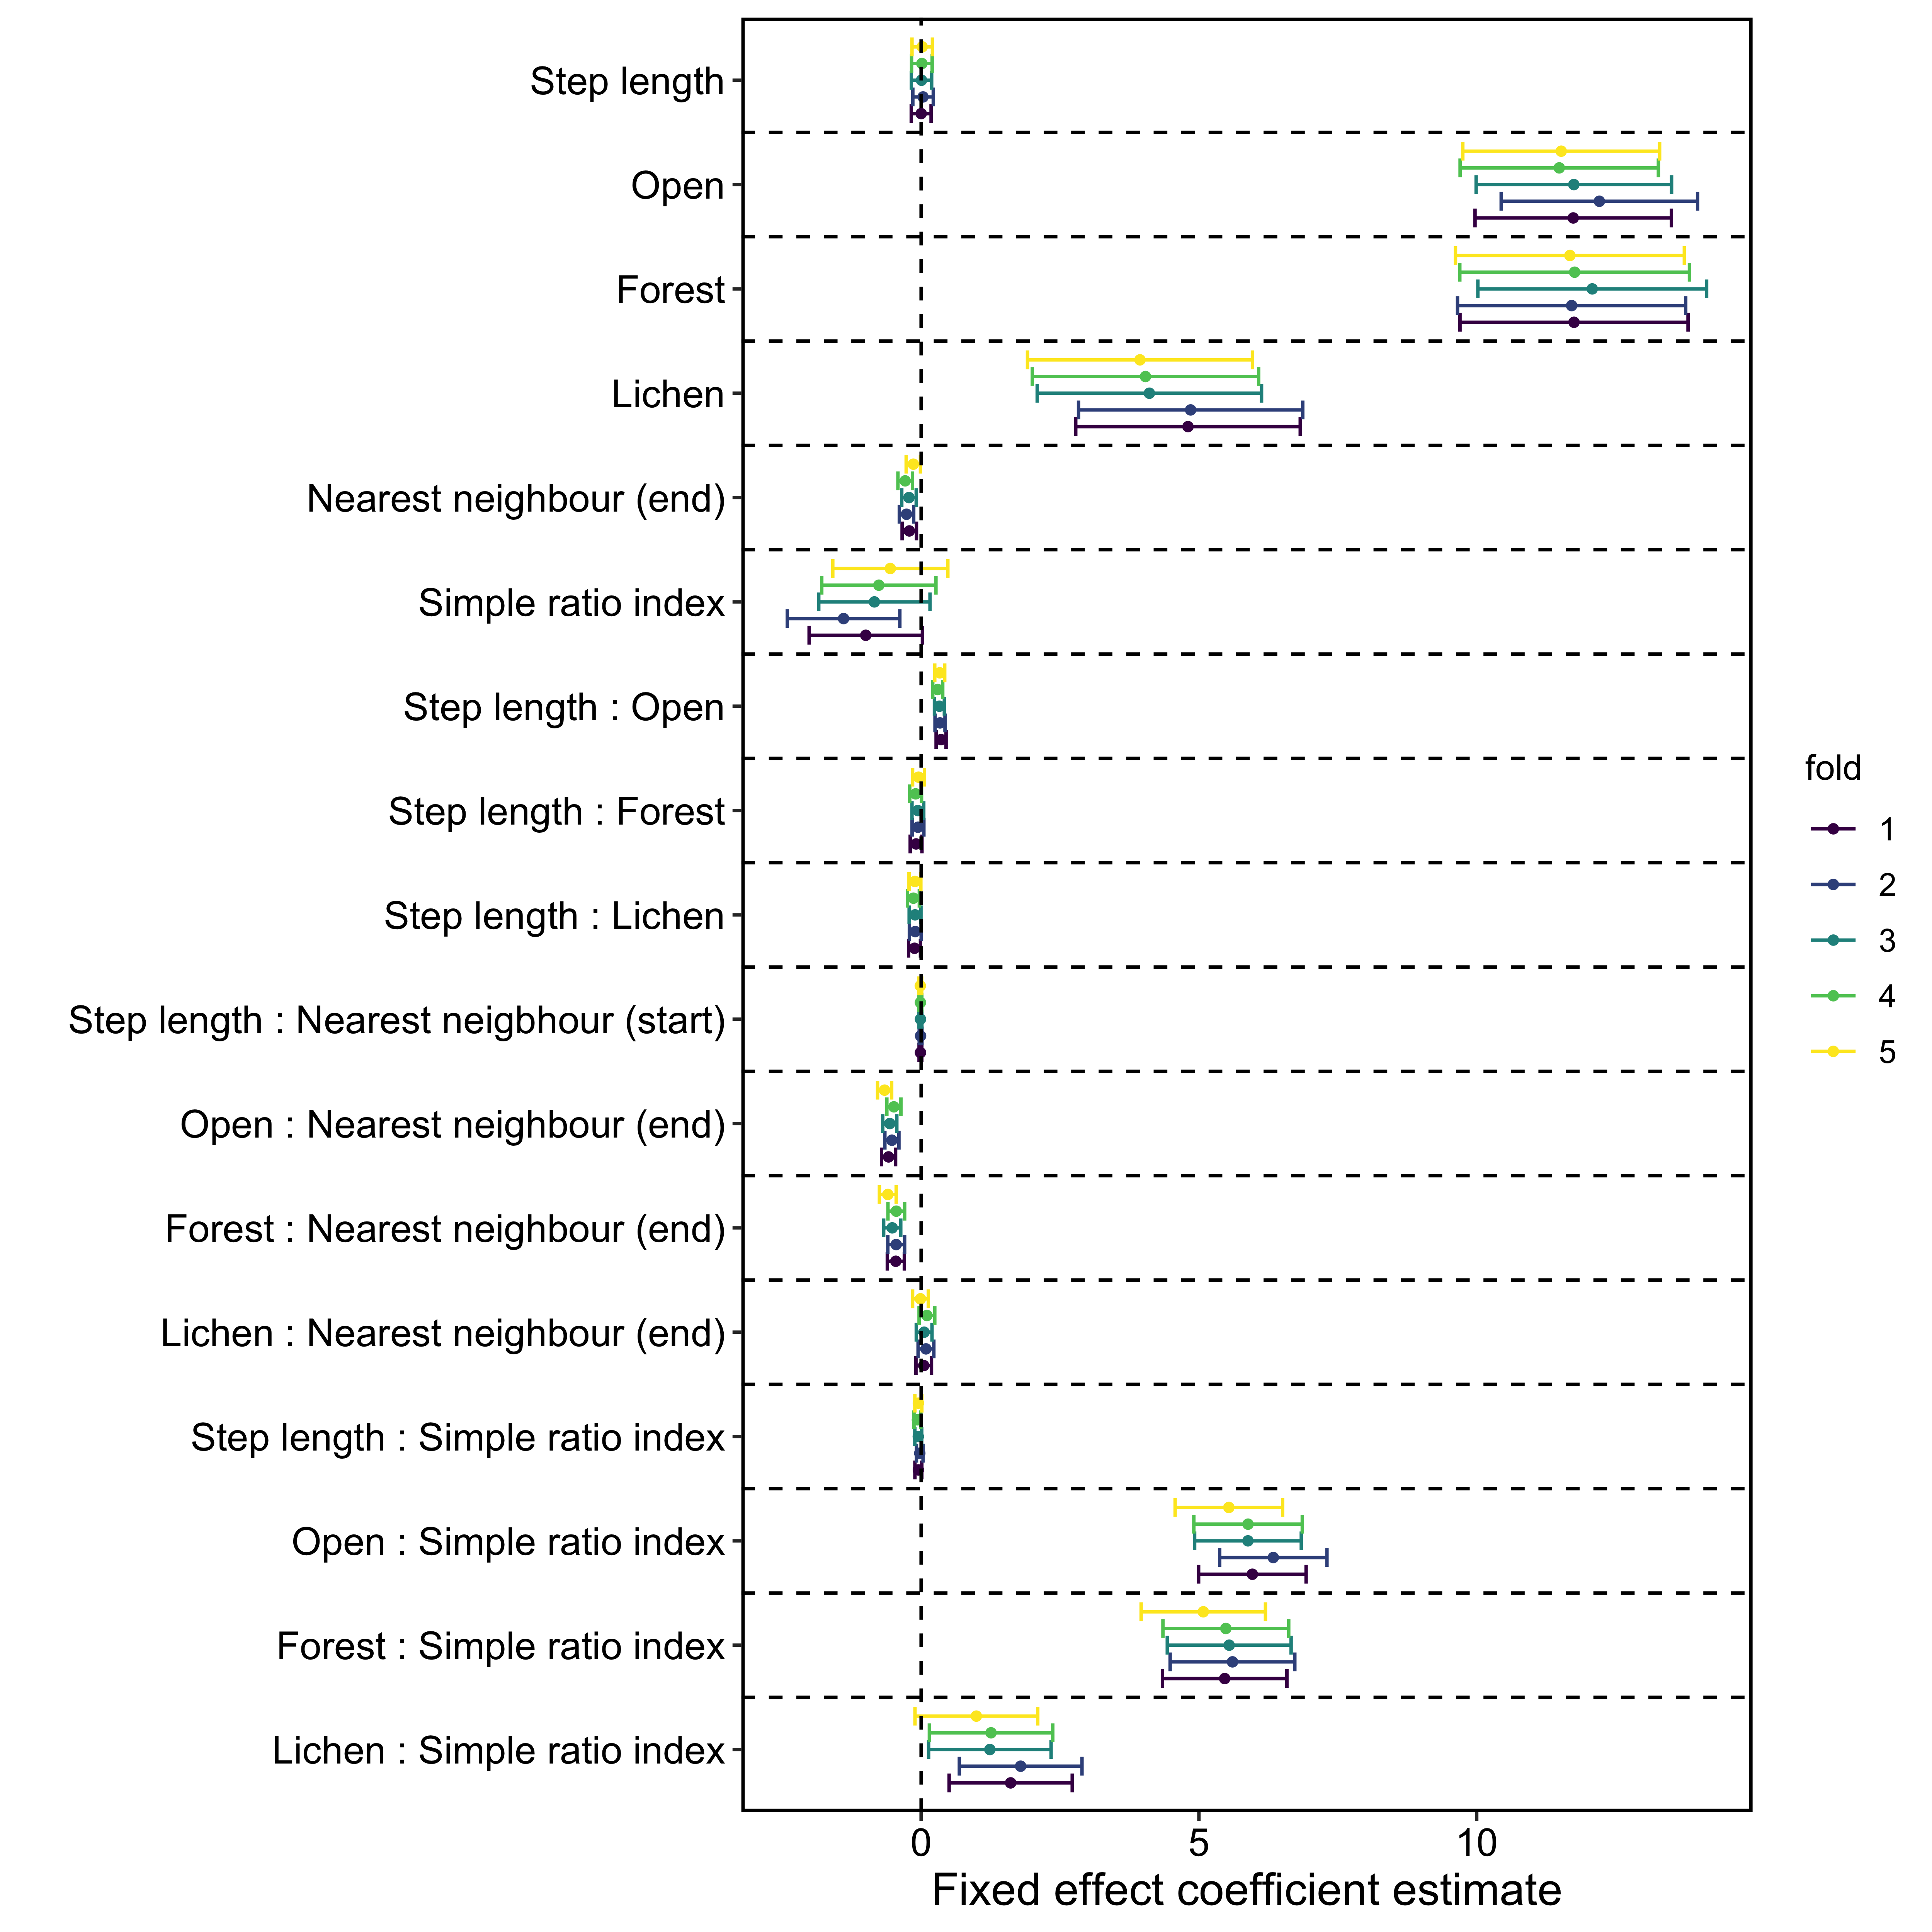 Step length
Open
Forest
Lichen
Nearest neighbour (end)
Simple ratio index
Step length : Open
Step length : Forest
Step length : Lichen
Step length : Nearest neigbhour (start)
Open : Nearest neighbour (end)
Forest : Nearest neighbour (end)
Lichen : Nearest neighbour (end)
Step length : Simple ratio index
Open : Simple ratio index
Forest : Simple ratio index
Lichen : Simple ratio index
0 5 10
Fixed effect coefficient estimate
fold
1
2
3
4
5